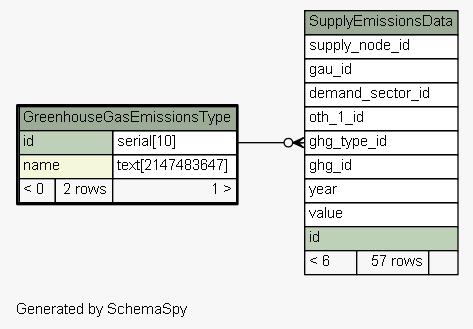 SupplyEmissionsData
supply_node_id
gau_id
demand_sector_id
oth_1_id
ghg_type_id
ghg_id
year
value
id
< 6 57 rows
GreenhouseGasEmissionsType
id serial[10]
name text[2147483647]
< 0 2 rows 1 >
Generated by SchemaSpy